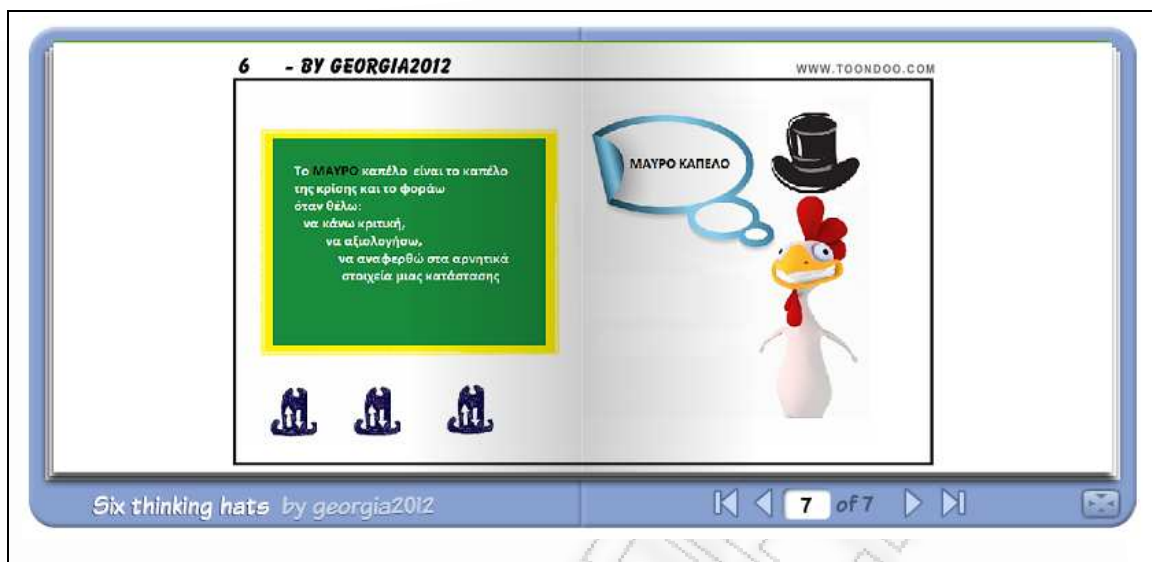 6 - BY GEORGIA2012
WWW.TOONDOO.COM
Το ΜΑΥΡΟ καπέλο είναι το καπέλο
της κρίσης και το φοράω
όταν θέλω:
να κάνω κριτική,
να αξιολογήσω,
να αναφερθώ στα αρνητικά
στοιχεία μιας κατάστασης
ΜΑΥΡΟ ΚΑΠΕΛΟ
Six thinking hats by georgia2012
7 of 7